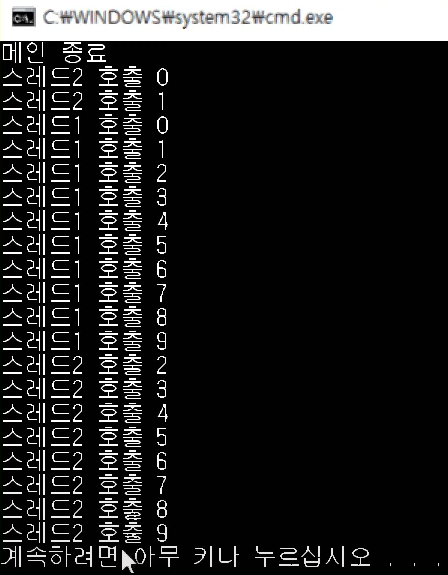 C:\WINDOWS\system32\cmd.exe
메인 종료
스레드2 호출 0
스레드2 호출 1
스레드1 호출 0
스레드1 호출 1
스레드1 호출 2
스레드1 호출 3
스레드1 호출 4
스레드1 호출 5
스레드1 호출 6
스레드1 호출 7
스레드1 호출 8
스레드1 호출 9
스레드2 호출 2
스레드2 호출 3
스레드2 호출 4
스레드2 호출 5
스레드2 호출 6
스레드2 호출 7
스레드2 호출 8
스레드2 호출 9
계속하려면 아무 키나 누르십시오 . . .